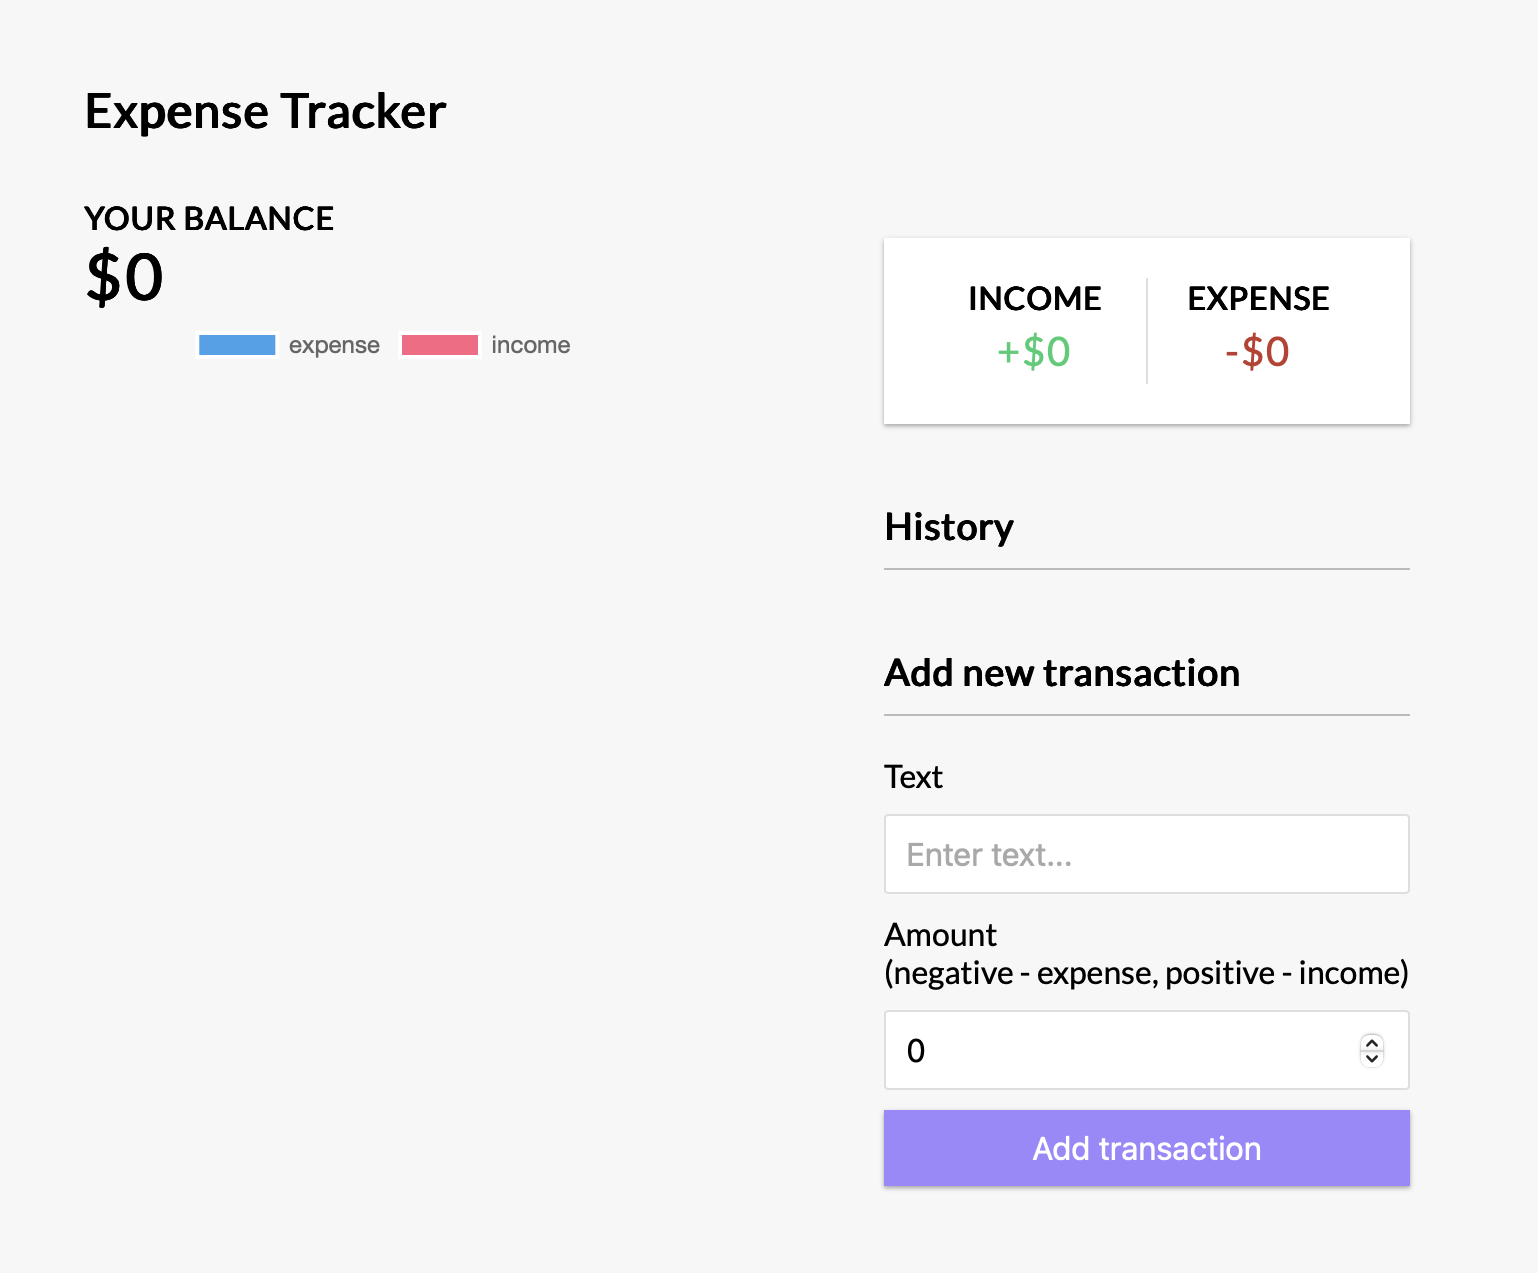 Expense Tracker
YOUR BALANCE
$0
expense income
INCOME EXPENSE
+$0 -$0
History
Add new transaction
Text
Enter text...
Amount
(negative - expense, positive - income)
0
Add transaction